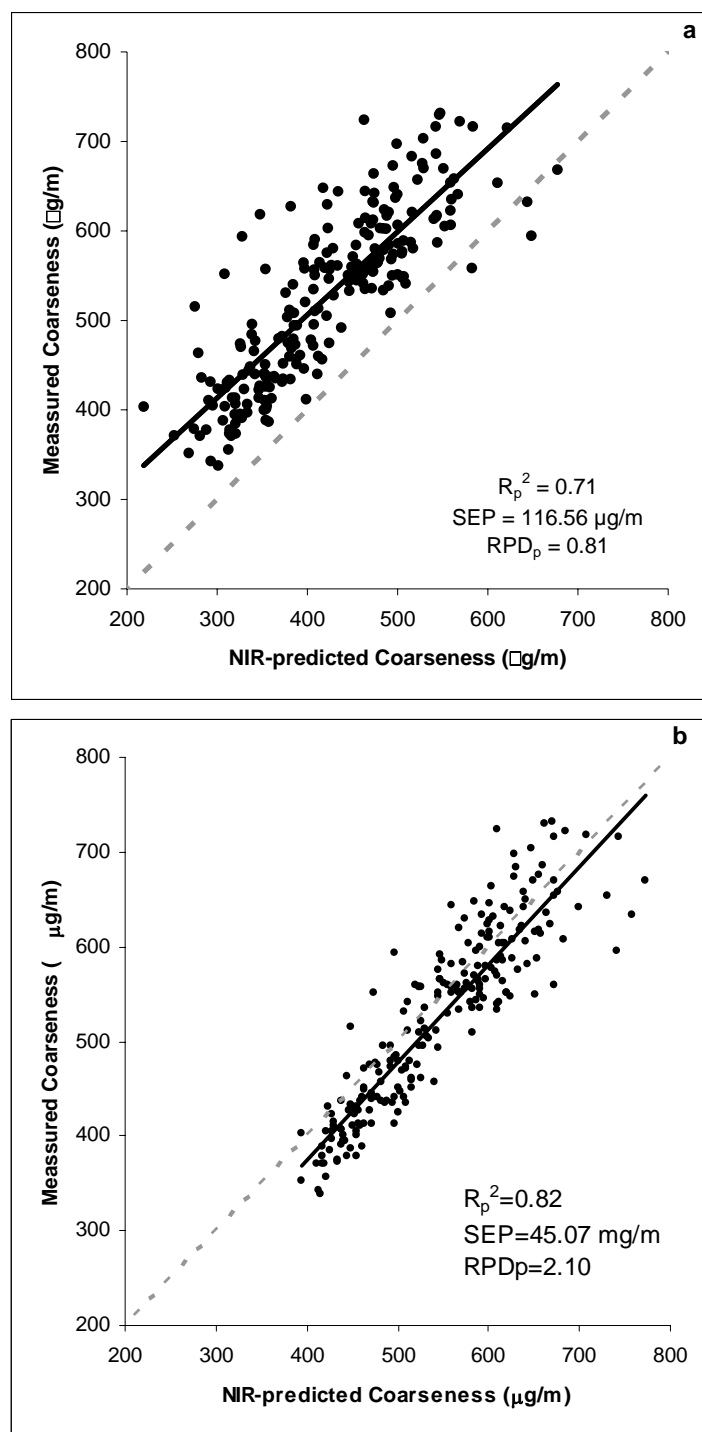 a
800
700
600
500
400
300
200
Meassured Coarseness (□g/m)
R_p^2 = 0.71
SEP = 116.56 µg/m
RPD_p = 0.81
200 300 400 500 600 700 800
NIR-predicted Coarseness (□g/m)
b
800
700
600
500
400
300
200
Meassured Coarseness ( µg/m)
R_p^2=0.82
SEP=45.07 mg/m
RPDp=2.10
200 300 400 500 600 700 800
NIR-predicted Coarseness (µg/m)